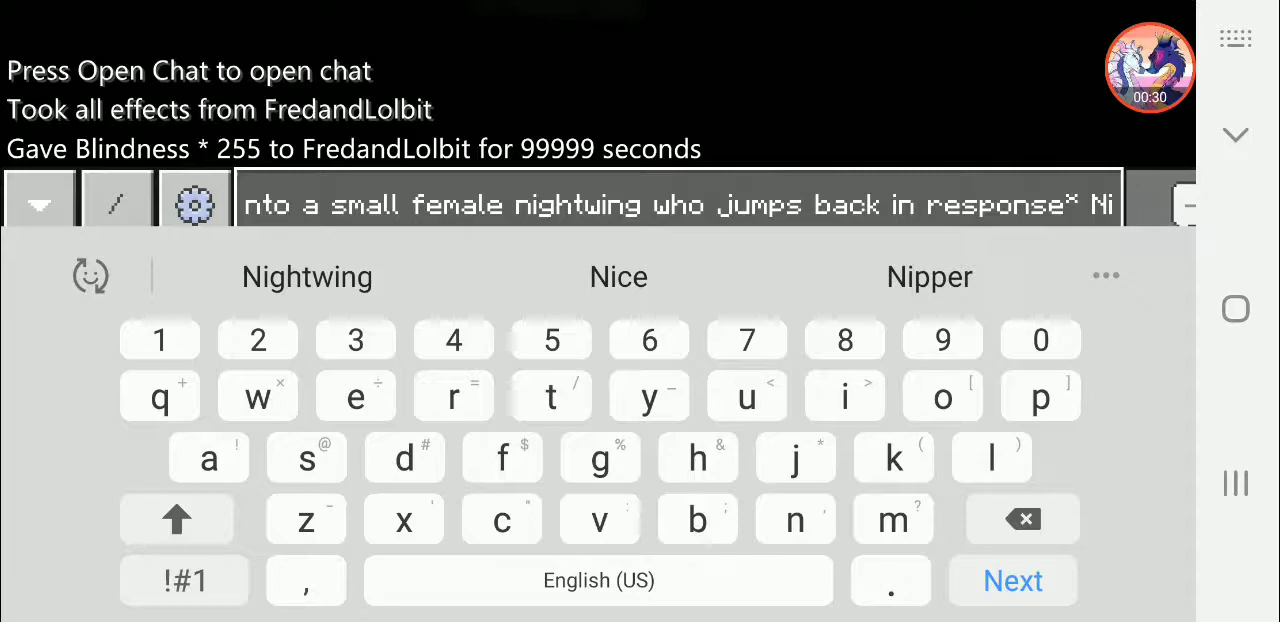 Press Open Chat to open chat
Took all effects from FredandLolbit
00:30
Gave Blindness * 255 to FredandLolbit for 99999 seconds
/ nto a small female nightwing who jumps back in response* Ni
Nightwing Nice Nipper
1 2 3 4 5 6 7 8 9 0
q + w × e ÷ r = t / y _ u < i > o [ p ]
a ! s @ d # f $ g % h & j * k ( l )
z - x ' c " v : b ; n , m ?
!#1 , English (US) . Next